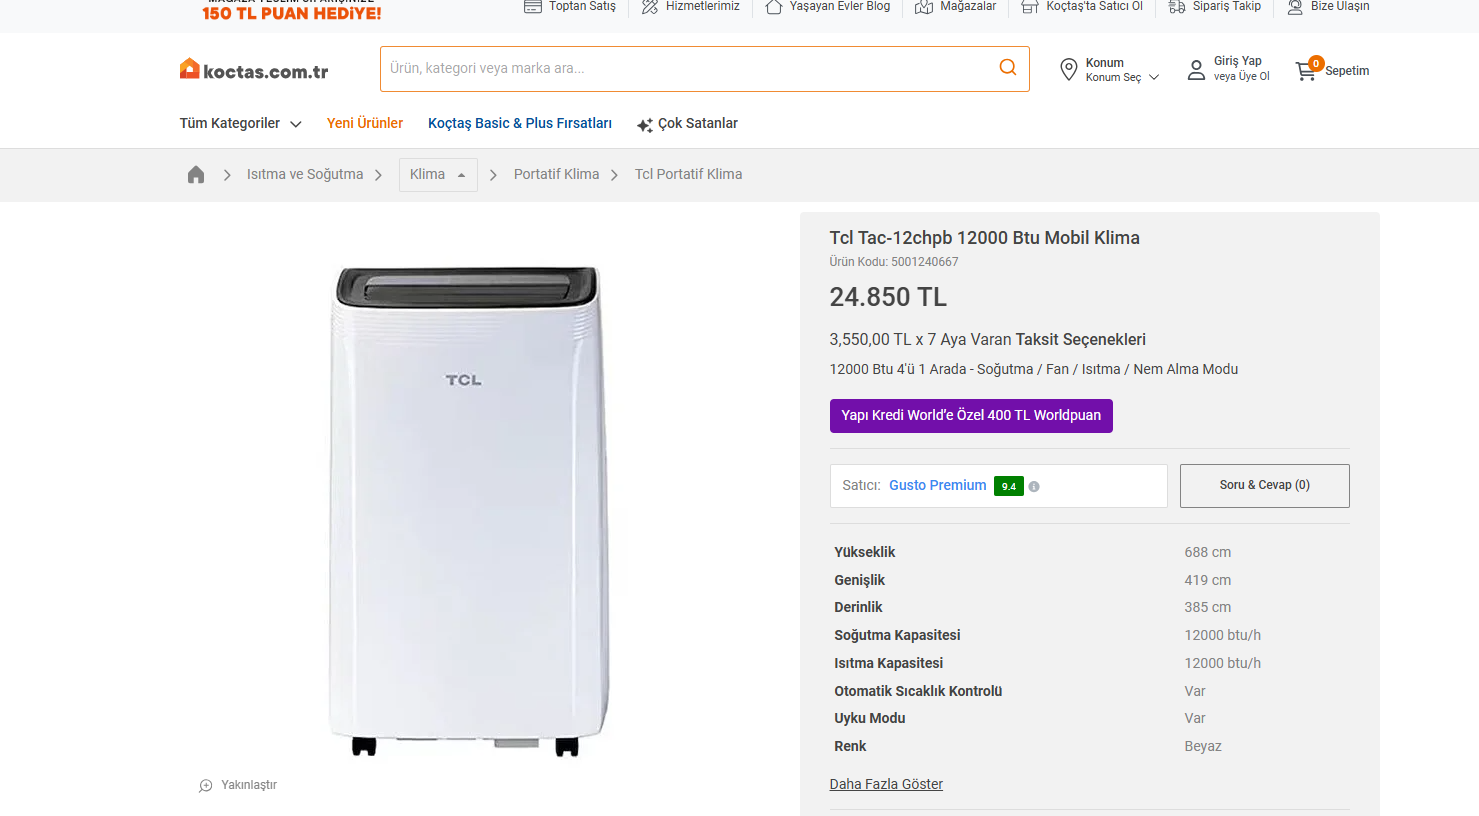 150 TL PUAN HEDİYE!
Toptan Satış
Hizmetlerimiz
Yaşayan Evler Blog
Mağazalar
Koçtaş'ta Satıcı Ol
Sipariş Takip
Bize Ulaşın
koctas.com.tr
Ürün, kategori veya marka ara...
Konum
Konum Seç
Giriş Yap
veya Üye Ol
0
Sepetim
Tüm Kategoriler
Yeni Ürünler
Koçtaş Basic & Plus Fırsatları
Çok Satanlar
Isıtma ve Soğutma
Klima
Portatif Klima
Tcl Portatif Klima
TCL
Yakınlaştır
Tcl Tac-12chpb 12000 Btu Mobil Klima
Ürün Kodu: 5001240667
24.850 TL
3,550,00 TL x 7 Aya Varan Taksit Seçenekleri
12000 Btu 4'ü 1 Arada - Soğutma / Fan / Isıtma / Nem Alma Modu
Yapı Kredi World'e Özel 400 TL Worldpuan
Satıcı: Gusto Premium 9.4
Soru & Cevap (0)
Yükseklik 688 cm
Genişlik 419 cm
Derinlik 385 cm
Soğutma Kapasitesi 12000 btu/h
Isıtma Kapasitesi 12000 btu/h
Otomatik Sıcaklık Kontrolü Var
Uyku Modu Var
Renk Beyaz
Daha Fazla Göster